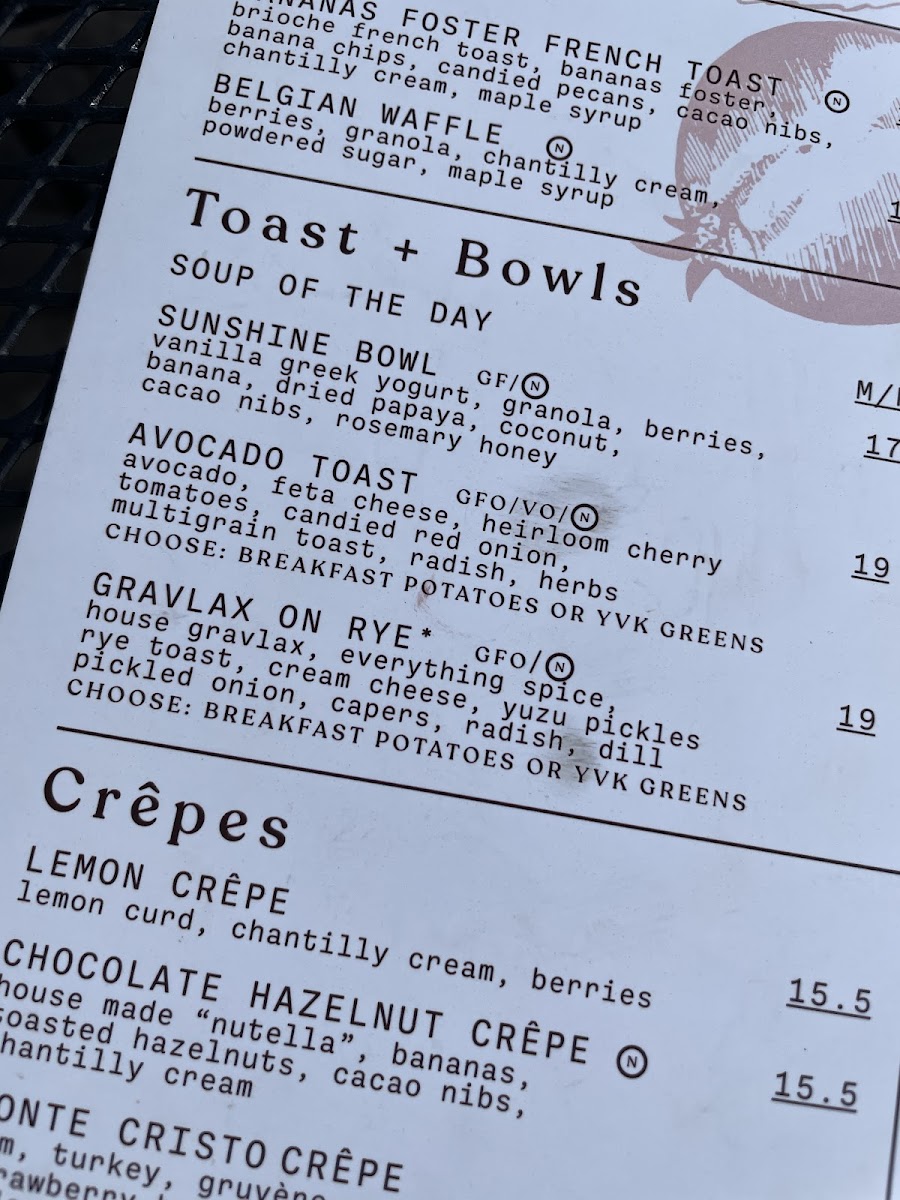 FOSTER FRENCH TOAST Ⓝ
brioche french toast, bananas foster,
banana chips, candied pecans, cacao nibs,
chantilly cream, maple syrup
BELGIAN WAFFLE Ⓝ
berries, granola, chantilly cream,
powdered sugar, maple syrup
Toast + Bowls
SOUP OF THE DAY
SUNSHINE BOWL GF/Ⓝ 17
vanilla greek yogurt, granola, berries,
banana, dried papaya, coconut,
cacao nibs, rosemary honey
AVOCADO TOAST GFO/VO/Ⓝ 19
avocado, feta cheese, heirloom cherry
tomatoes, candied red onion,
multigrain toast, radish, herbs
CHOOSE: BREAKFAST POTATOES OR YVK GREENS
GRAVLAX ON RYE* GFO/Ⓝ 19
house gravlax, everything spice,
rye toast, cream cheese, yuzu pickles
pickled onion, capers, radish, dill
CHOOSE: BREAKFAST POTATOES OR YVK GREENS
Crêpes
LEMON CRÊPE 15.5
lemon curd, chantilly cream, berries
CHOCOLATE HAZELNUT CRÊPE Ⓝ 15.5
house made “nutella”, bananas,
toasted hazelnuts, cacao nibs,
chantilly cream
CRISTO CRÊPE
turkey,